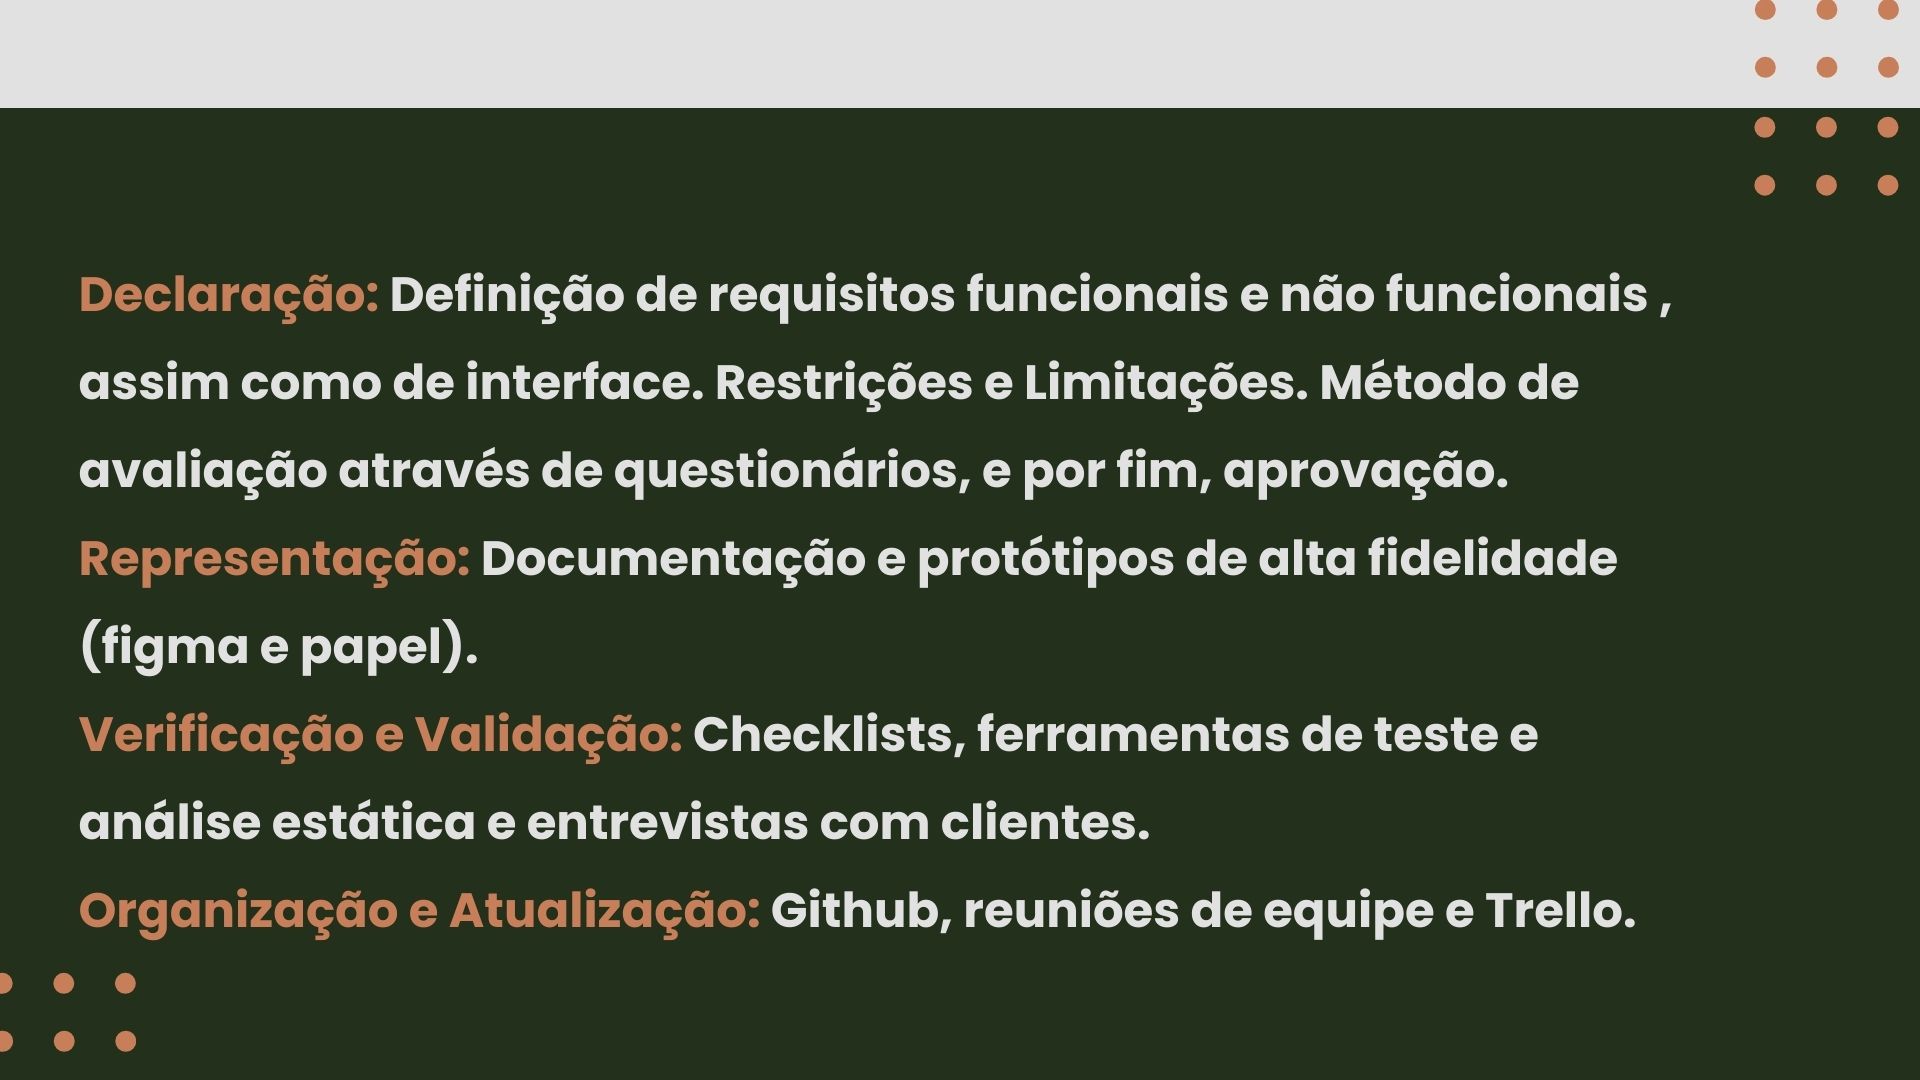 Declaração: Definição de requisitos funcionais e não funcionais ,
assim como de interface. Restrições e Limitações. Método de
avaliação através de questionários, e por fim, aprovação.
Representação: Documentação e protótipos de alta fidelidade
(figma e papel).
Verificação e Validação: Checklists, ferramentas de teste e
análise estática e entrevistas com clientes.
Organização e Atualização: Github, reuniões de equipe e Trello.